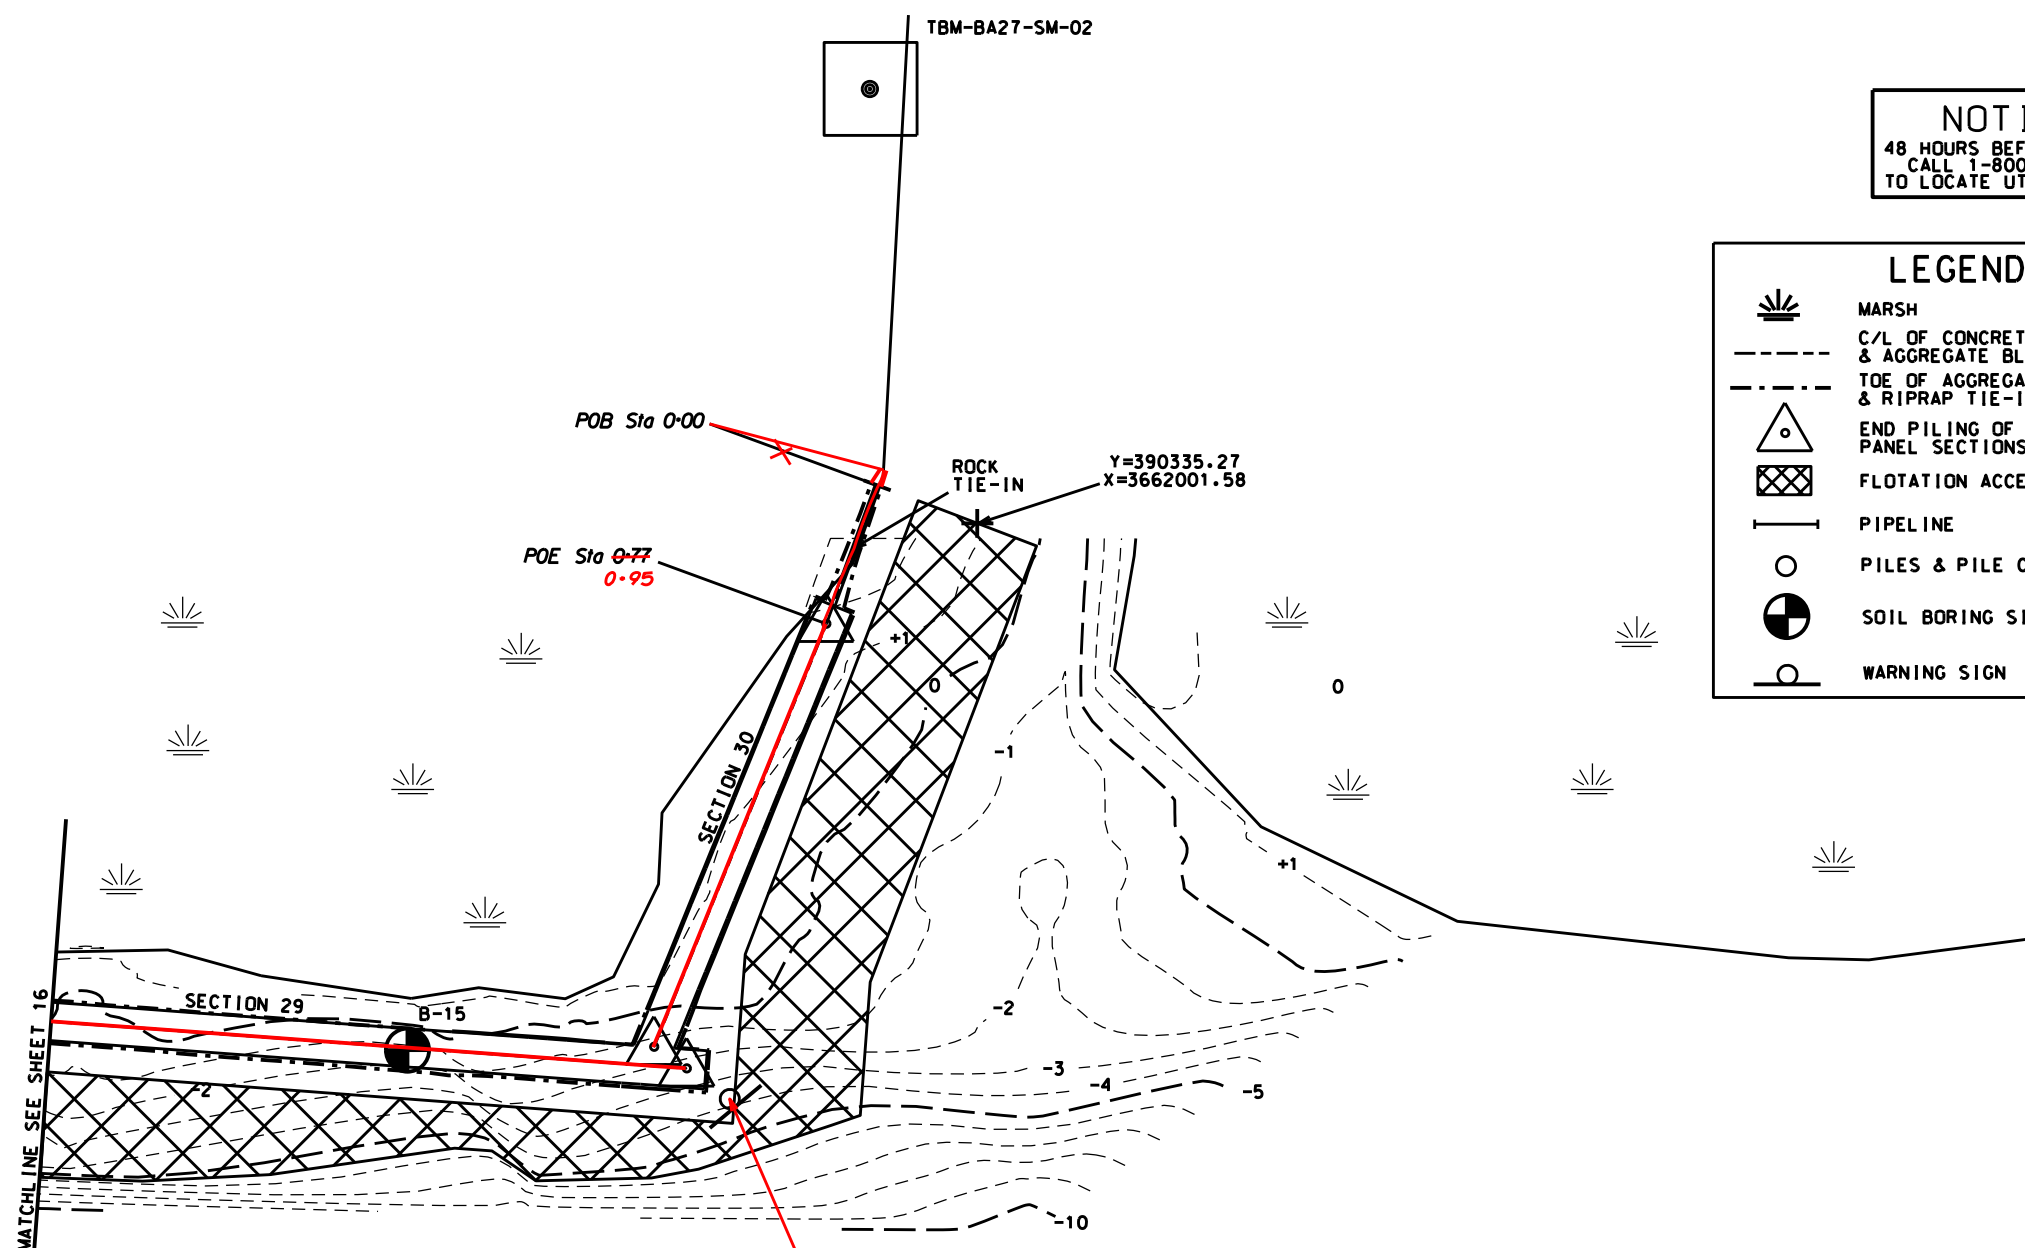 TBM-BA27-SM-02
NOTI
48 HOURS BEF
CALL 1-800
TO LOCATE UT
LEGEND
MARSH
C/L OF CONCRET
& AGGREGATE BL
TOE OF AGGREGA
& RIPRAP TIE-I
END PILING OF
PANEL SECTIONS
FLOTATION ACCE
PIPELINE
PILES & PILE C
SOIL BORING SI
WARNING SIGN
POB Sta 0+00
ROCK
TIE-IN
Y=390335.27
X=3662001.58
POE Sta 0+77
0+95
+1
0
0
-1
SECTION 30
+1
SECTION 29
B-15
-2
-2
-3
-4
-5
-10
MATCHLINE SEE SHEET 16